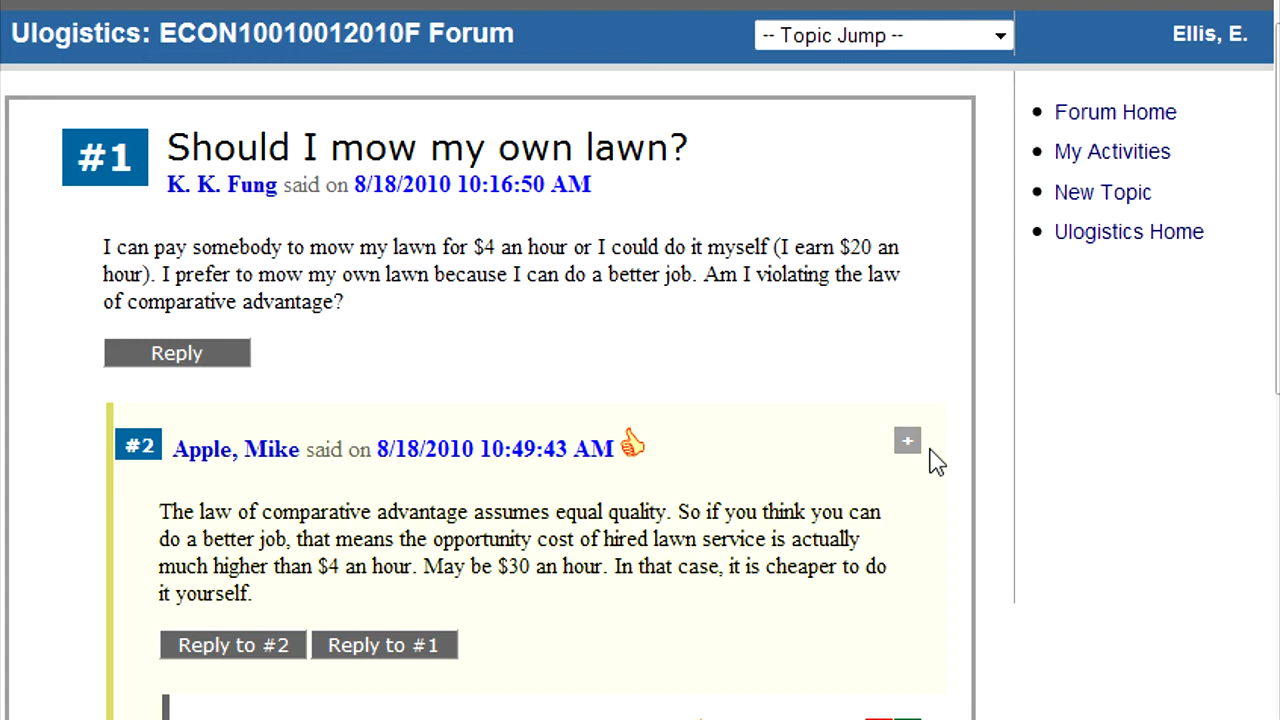 Ulogistics: ECON10010012010F Forum
-- Topic Jump --
Ellis, E.
#1
Should I mow my own lawn?
K. K. Fung said on 8/18/2010 10:16:50 AM
I can pay somebody to mow my lawn for $4 an hour or I could do it myself (I earn $20 an
hour). I prefer to mow my own lawn because I can do a better job. Am I violating the law
of comparative advantage?
Reply
#2
Apple, Mike said on 8/18/2010 10:49:43 AM
+
The law of comparative advantage assumes equal quality. So if you think you can
do a better job, that means the opportunity cost of hired lawn service is actually
much higher than $4 an hour. May be $30 an hour. In that case, it is cheaper to do
it yourself.
Reply to #2
Reply to #1
Forum Home
My Activities
New Topic
Ulogistics Home